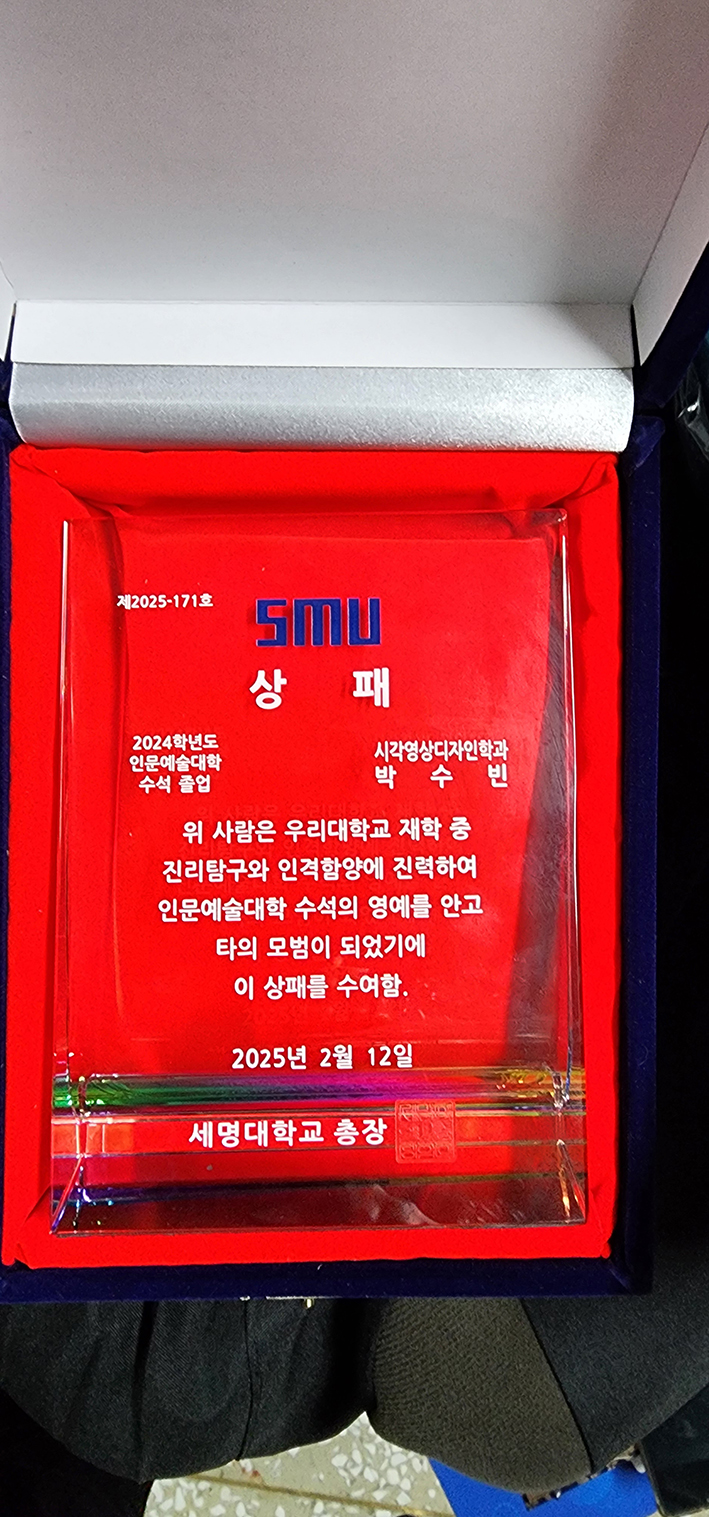 제2025-171호
SMU
상 패
2024학년도
인문예술대학
수석 졸업
시각영상디자인학과
박 수 빈
위 사람은 우리대학교 재학 중
진리탐구와 인격함양에 진력하여
인문예술대학 수석의 영예를 안고
타의 모범이 되었기에
이 상패를 수여함.
2025년 2월 12일
세명대학교 총장